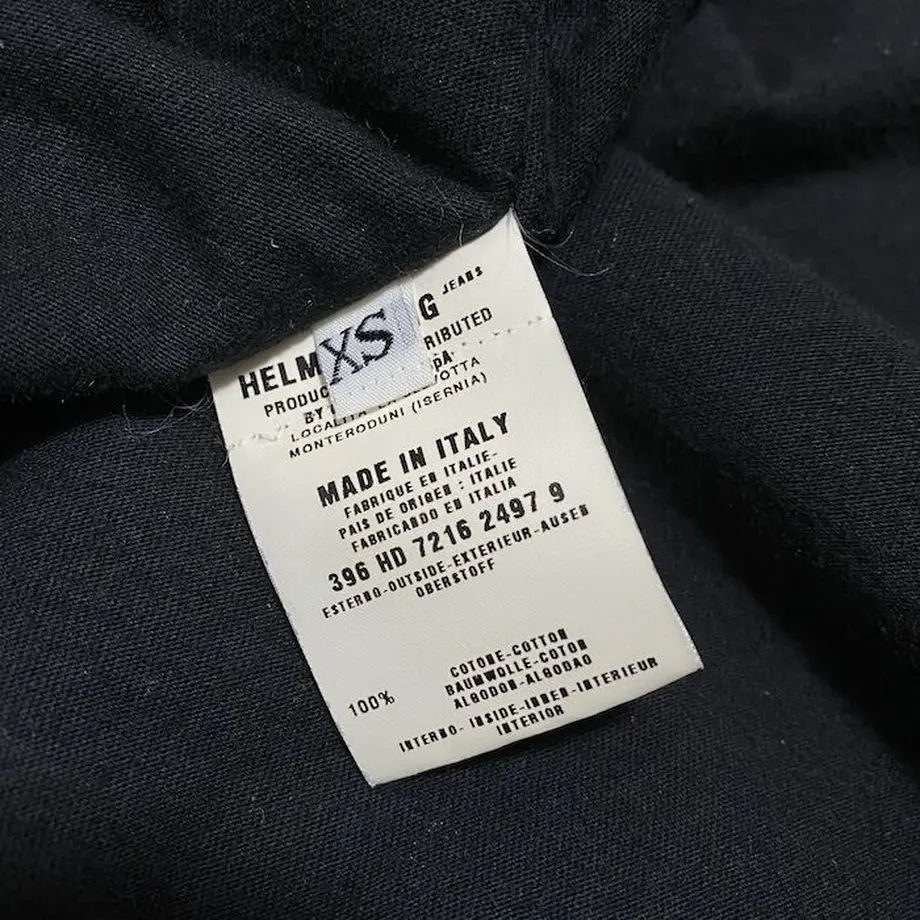 JEANS
HELM G
XS
PRODUC RIBUTED
BY
LOCALITA'
MONTERODUNI (ISERNIA)
MADE IN ITALY
FABRIQUE EN ITALIE-
PAIS DE ORIGEN : ITALIE
FABRICANDO EN ITALIA
396 HD 7216 2497 9
ESTERNO-OUTSIDE-EXTERIEUR-AUSEN
OBERSTOFF
COTONE-COTTON
BAUMWOLLE-COTON
100% ALGODON-ALGODAO
INTERNO- INSIDE-INNEN-INTERIEUR
INTERIOR